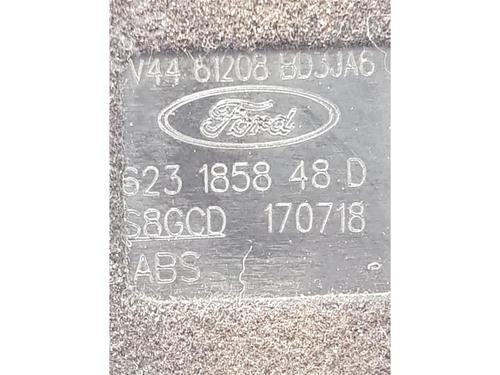 V44 61208 BD3JA6
Ford
623 1858 48 D
S8GCD 170718
ABS